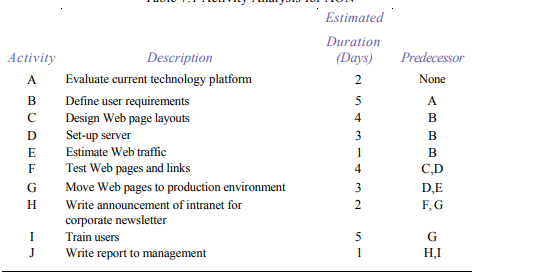 Table 7.1 Activity Analysis for AON
Estimated
Duration
Activity Description (Days) Predecessor
A Evaluate current technology platform 2 None
B Define user requirements 5 A
C Design Web page layouts 4 B
D Set-up server 3 B
E Estimate Web traffic 1 B
F Test Web pages and links 4 C,D
G Move Web pages to production environment 3 D,E
H Write announcement of intranet for 2 F, G
corporate newsletter
I Train users 5 G
J Write report to management 1 H,I